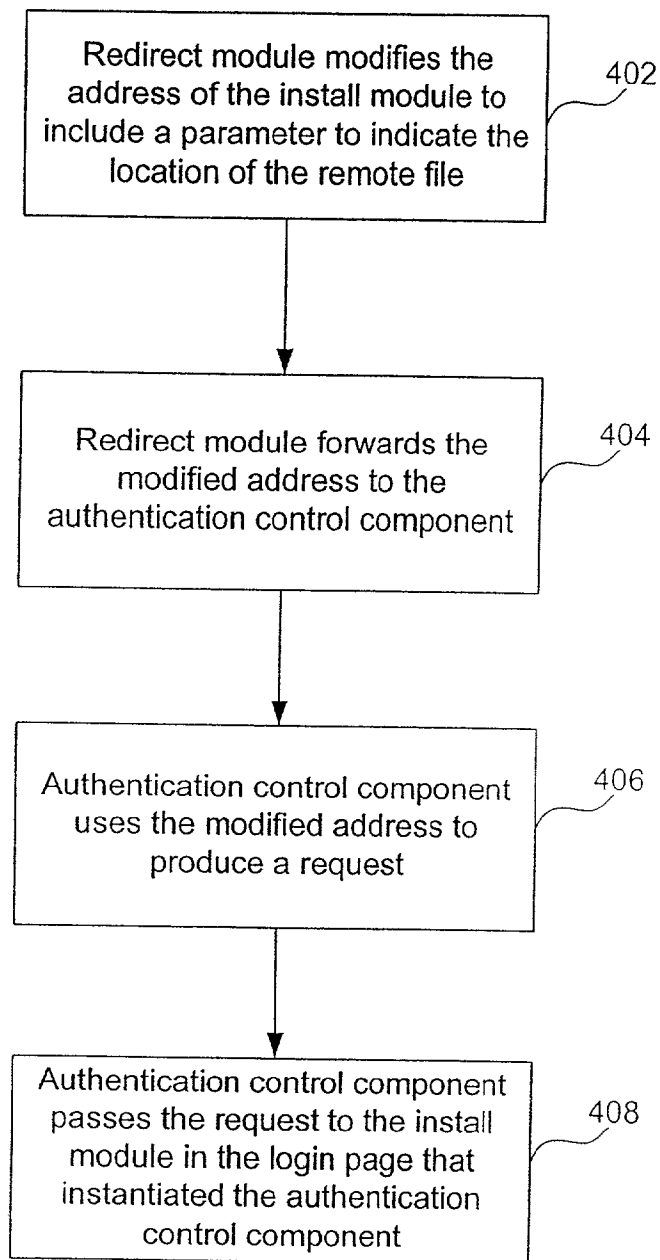 Redirect module modifies the
address of the install module to
include a parameter to indicate the
location of the remote file
402
Redirect module forwards the
modified address to the
authentication control component
404
Authentication control component
uses the modified address to
produce a request
406
Authentication control component
passes the request to the install
module in the login page that
instantiated the authentication
control component
408